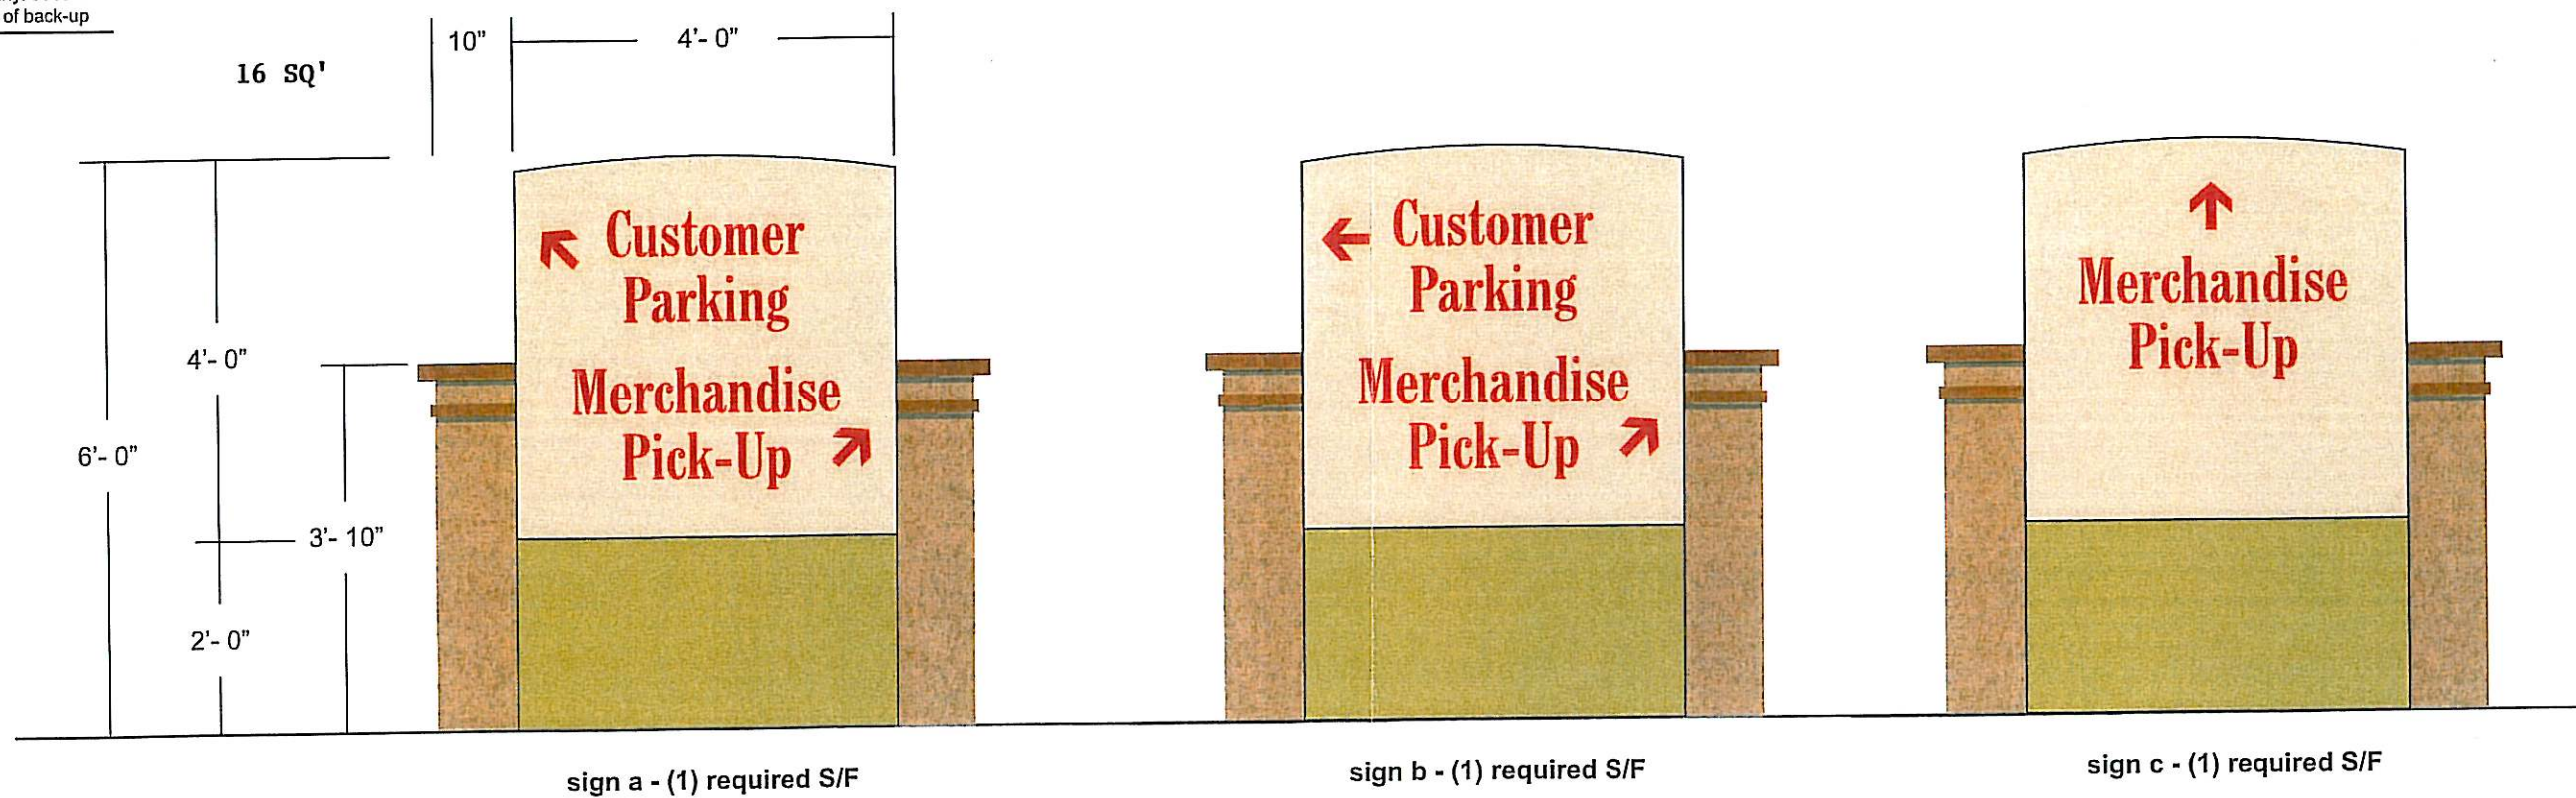 of back-up
16 SQ'
10”
4'- 0”
4'- 0”
6'- 0”
3'- 10”
2'- 0”
Customer
Parking
Merchandise
Pick-Up
sign a - (1) required S/F
Customer
Parking
Merchandise
Pick-Up
sign b - (1) required S/F
Merchandise
Pick-Up
sign c - (1) required S/F